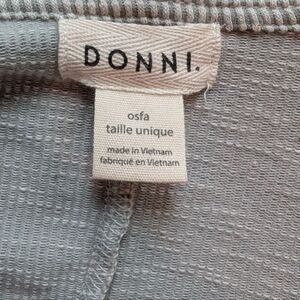 DONNI.
osfa
taille unique
made in Vietnam
fabriqué en Vietnam